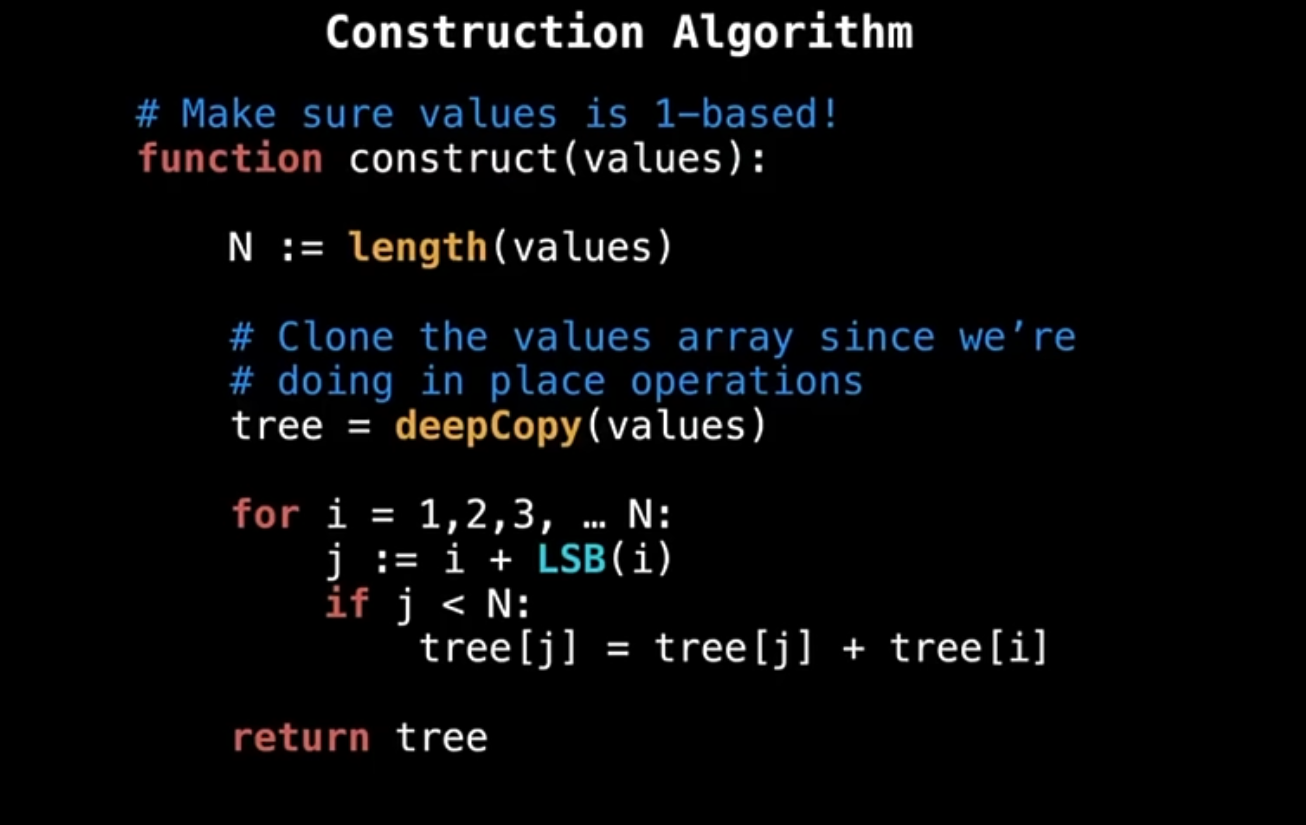 Construction Algorithm
# Make sure values is 1-based!
function construct(values):
N := length(values)
# Clone the values array since we’re
# doing in place operations
tree = deepCopy(values)
for i = 1,2,3, … N:
j := i + LSB(i)
if j < N:
tree[j] = tree[j] + tree[i]
return tree